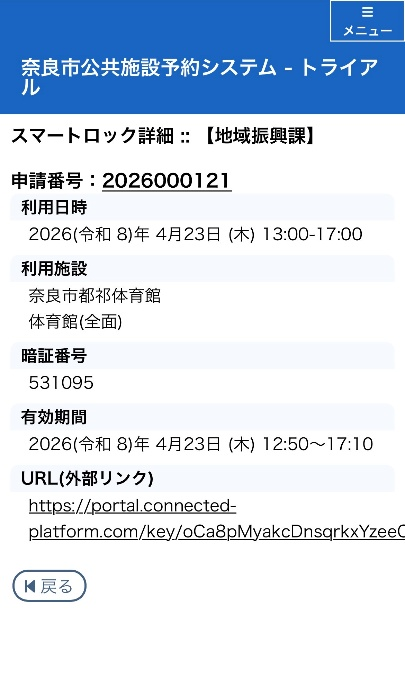 ≡
メニュー
奈良市公共施設予約システム - トライア
ル
スマートロック詳細 :: 【地域振興課】
申請番号：2026000121
利用日時
2026(令和 8)年 4月23日 (木) 13:00-17:00
利用施設
奈良市都祁体育館
体育館(全面)
暗証番号
531095
有効期間
2026(令和 8)年 4月23日 (木) 12:50～17:10
URL(外部リンク)
https://portal.connected-
platform.com/key/oCa8pMyakcDnsqrkxYzee
戻る